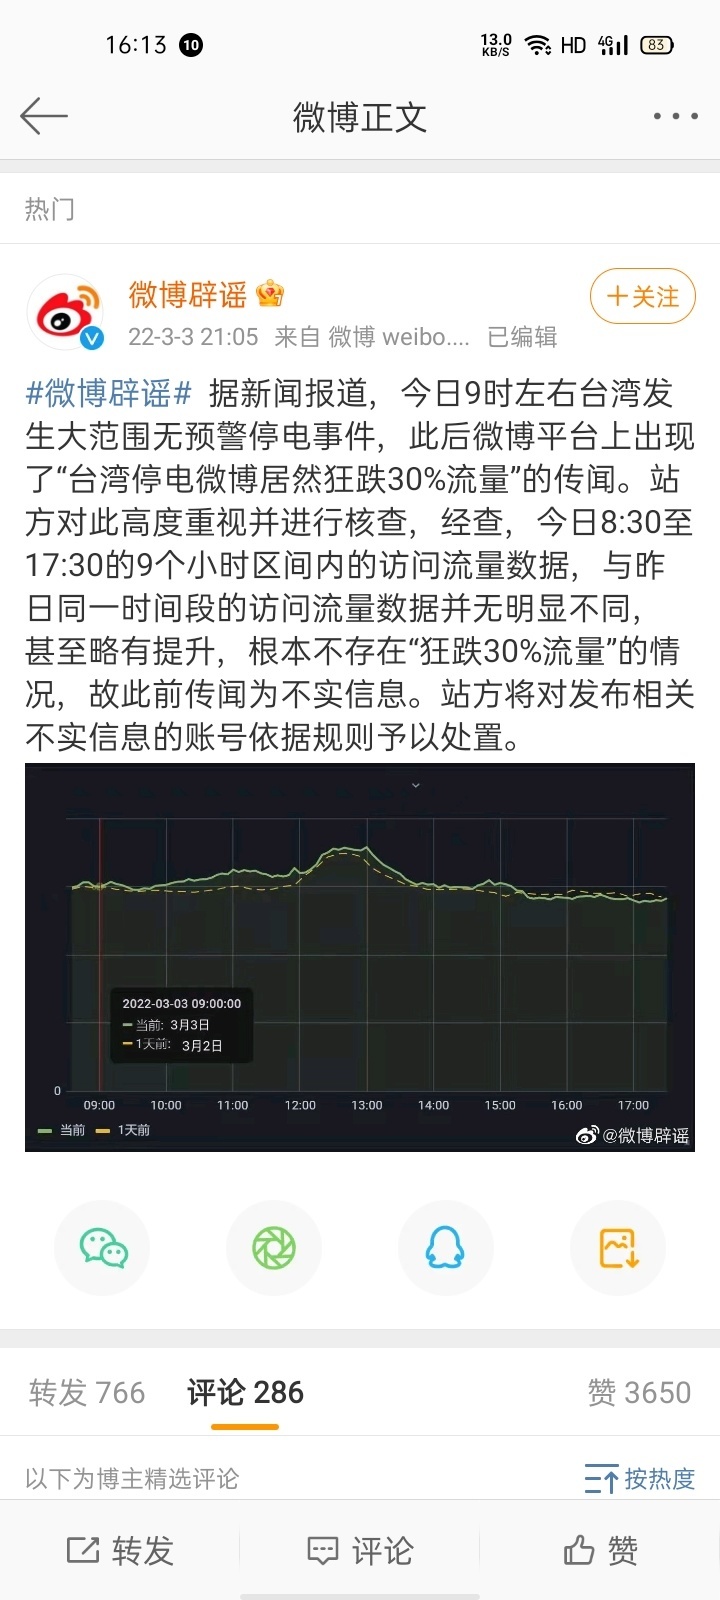 16:13 10 13.0 KB/S HD 4G 83
微博正文
热门
微博辟谣
+关注
22-3-3 21:05 来自 微博 weibo.... 已编辑
#微博辟谣# 据新闻报道，今日9时左右台湾发
生大范围无预警停电事件，此后微博平台上出现
了“台湾停电微博居然狂跌30%流量”的传闻。站
方对此高度重视并进行核查，经查，今日8:30至
17:30的9个小时区间内的访问流量数据，与昨
日同一时间段的访问流量数据并无明显不同，
甚至略有提升，根本不存在“狂跌30%流量”的情
况，故此前传闻为不实信息。站方将对发布相关
不实信息的账号依据规则予以处置。
2022-03-03 09:00:00
当前: 3月3日
1天前: 3月2日
0
09:00 10:00 11:00 12:00 13:00 14:00 15:00 16:00 17:00
当前 1天前
@微博辟谣
转发 766 评论 286 赞 3650
以下为博主精选评论 按热度
转发 评论 赞